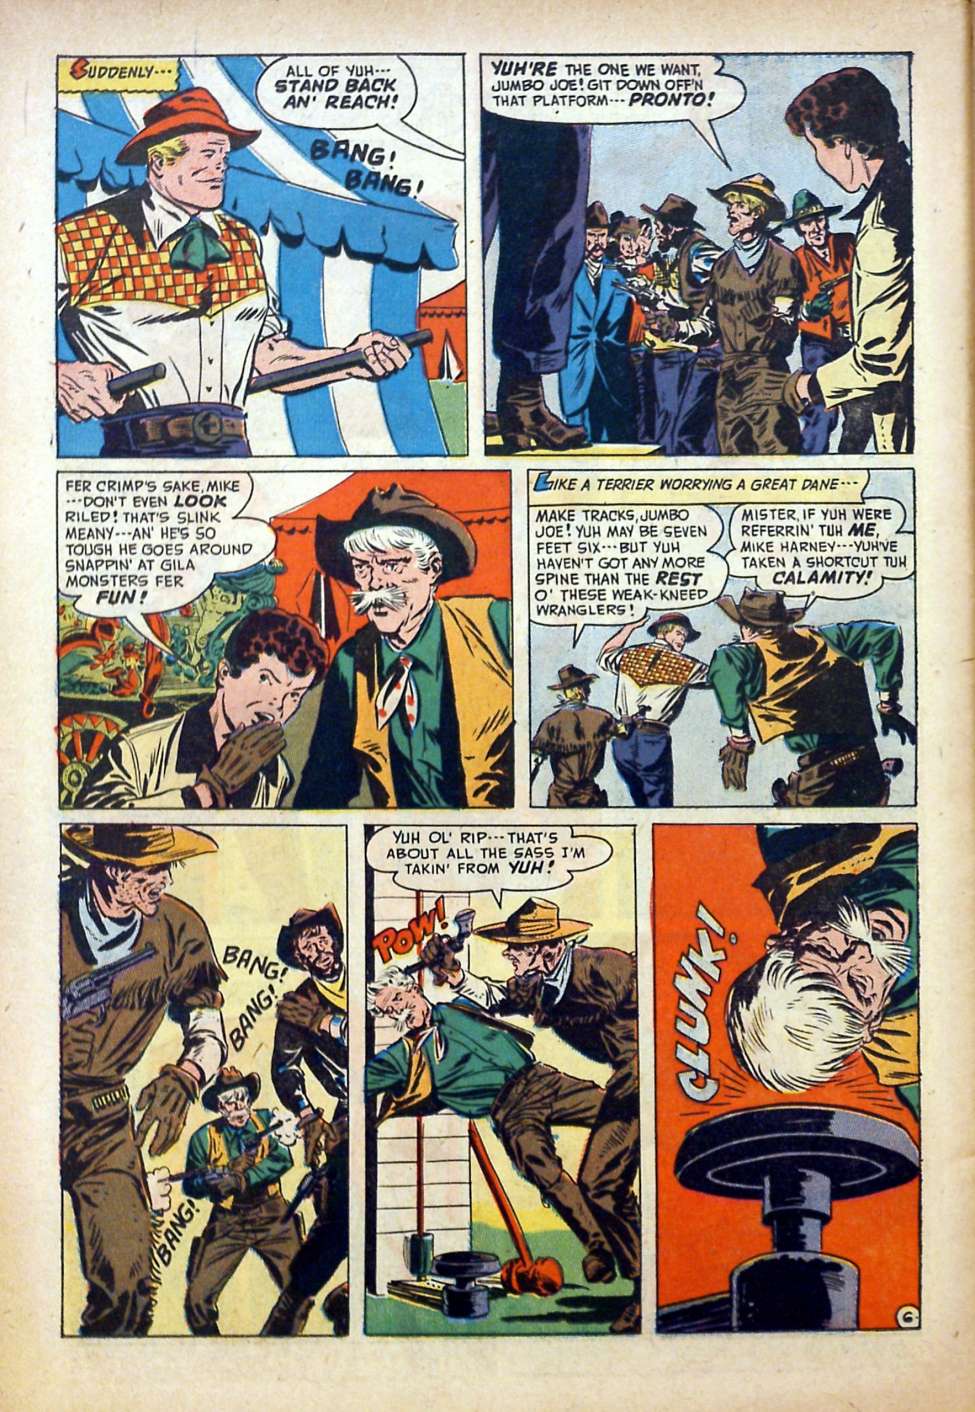 SUDDENLY---
ALL OF YUH---
STAND BACK
AN' REACH!
BANG!
BANG!
YUH'RE THE ONE WE WANT,
JUMBO JOE! GIT DOWN OFF'N
THAT PLATFORM--- PRONTO!
FER CRIMP'S SAKE, MIKE
---DON'T EVEN LOOK
RILED! THAT'S SLINK
MEANY---AN' HE'S SO
TOUGH HE GOES AROUND
SNAPPIN' AT GILA
MONSTERS FER
FUN!
LIKE A TERRIER WORRYING A GREAT DANE---
MAKE TRACKS, JUMBO
JOE! YUH MAY BE SEVEN
FEET SIX---BUT YUH
HAVEN'T GOT ANY MORE
SPINE THAN THE REST
O' THESE WEAK-KNEED
WRANGLERS!
MISTER, IF YUH WERE
REFERRIN' TUH ME,
MIKE HARNEY---YUH'VE
TAKEN A SHORTCUT TUH
CALAMITY!
BANG!
BANG!
BANG!
YUH OL' RIP---THAT'S
ABOUT ALL THE SASS I'M
TAKIN' FROM YUH!
POW!
CLUNK!
6